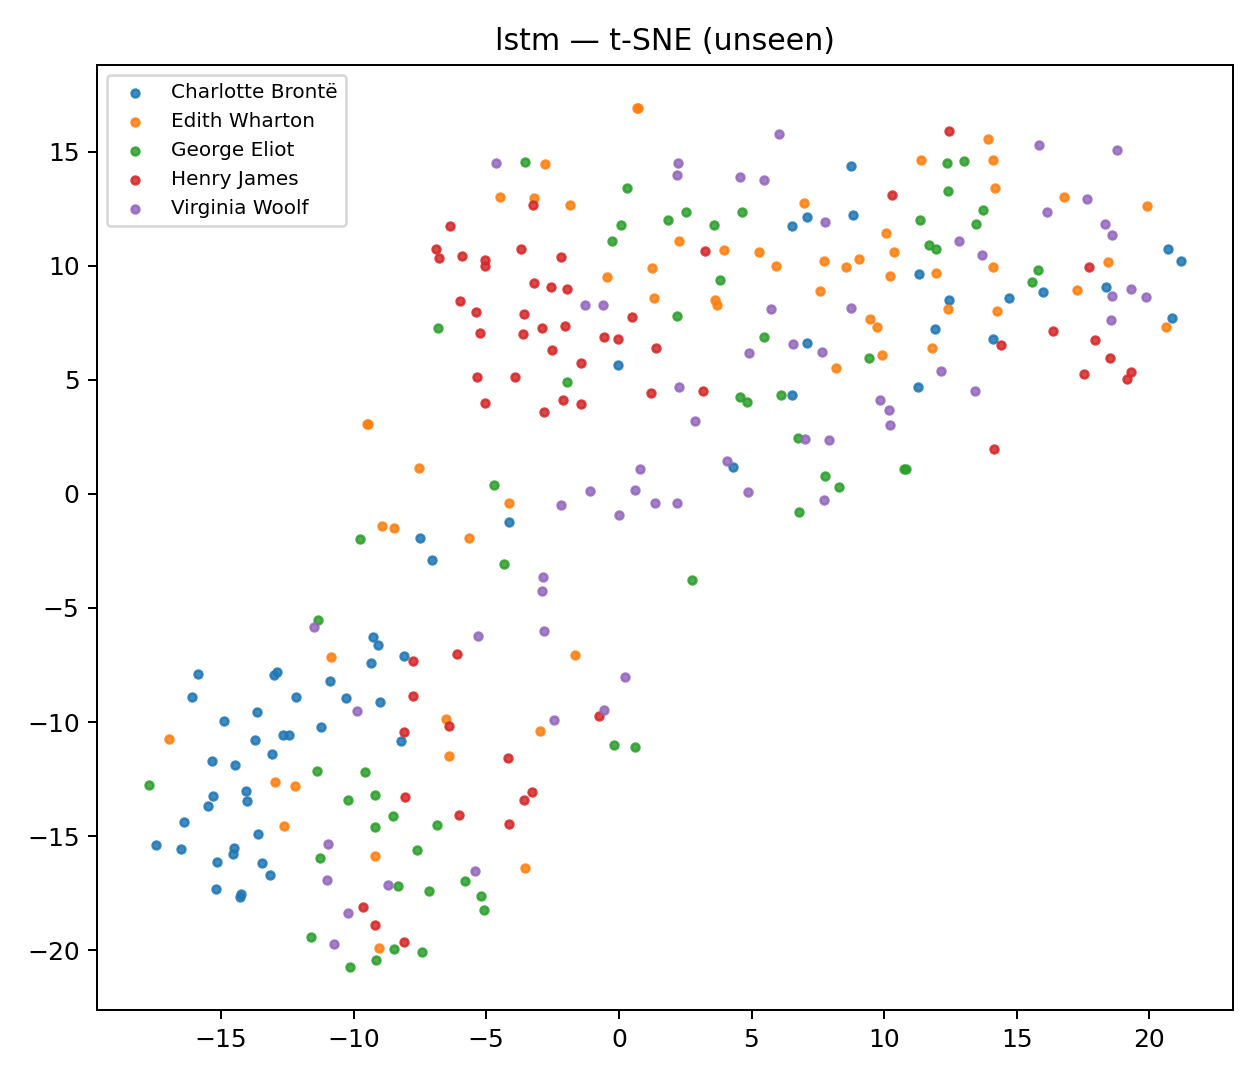 lstm — t-SNE (unseen)
Charlotte Brontë
Edith Wharton
George Eliot
Henry James
Virginia Woolf
15
10
5
0
−5
−10
−15
−20
−15
−10
−5
0
5
10
15
20